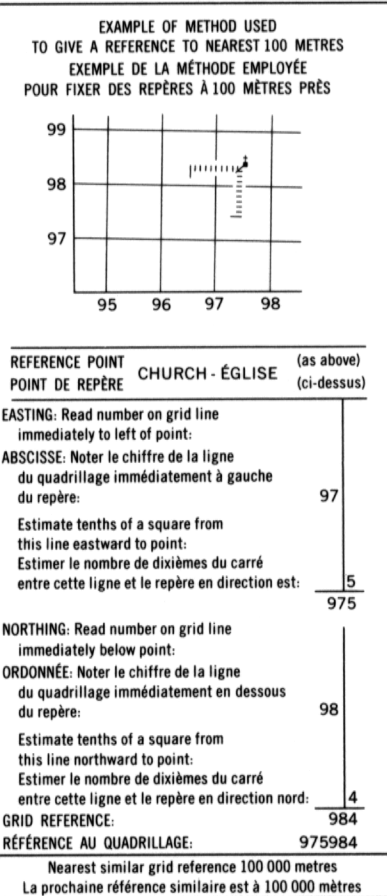 EXAMPLE OF METHOD USED
TO GIVE A REFERENCE TO NEAREST 100 METRES
EXEMPLE DE LA MÉTHODE EMPLOYÉE
POUR FIXER DES REPÈRES À 100 MÈTRES PRÈS
99
98
97
95 96 97 98
REFERENCE POINT
POINT DE REPÈRE
CHURCH - ÉGLISE
(as above)
(ci-dessus)
EASTING: Read number on grid line
immediately to left of point:
ABSCISSE: Noter le chiffre de la ligne
du quadrillage immédiatement à gauche
du repère: 97
Estimate tenths of a square from
this line eastward to point:
Estimer le nombre de dixièmes du carré
entre cette ligne et le repère en direction est: 5
975
NORTHING: Read number on grid line
immediately below point:
ORDONNÉE: Noter le chiffre de la ligne
du quadrillage immédiatement en dessous
du repère: 98
Estimate tenths of a square from
this line northward to point:
Estimer le nombre de dixièmes du carré
entre cette ligne et le repère en direction nord: 4
GRID REFERENCE: 984
RÉFÉRENCE AU QUADRILLAGE: 975984
Nearest similar grid reference 100 000 metres
La prochaine référence similaire est à 100 000 mètres